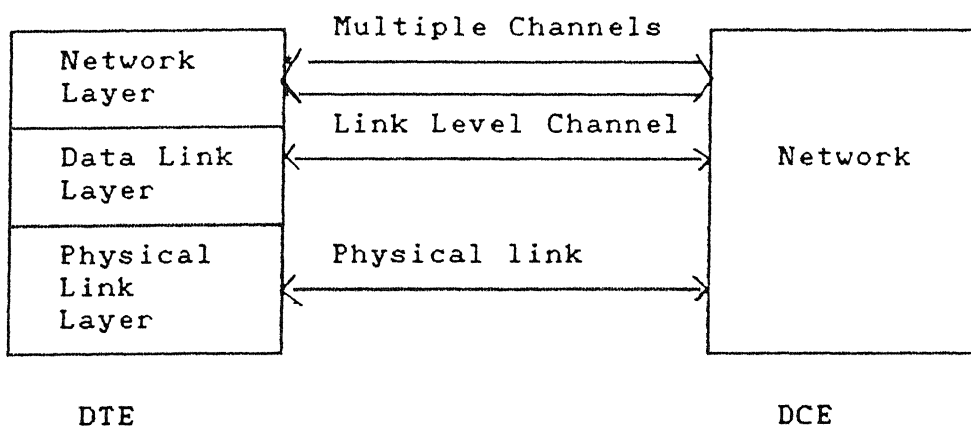 Multiple Channels
Network
Layer
Link Level Channel
Data Link
Layer
Network
Physical
Link
Layer
Physical link
DTE
DCE